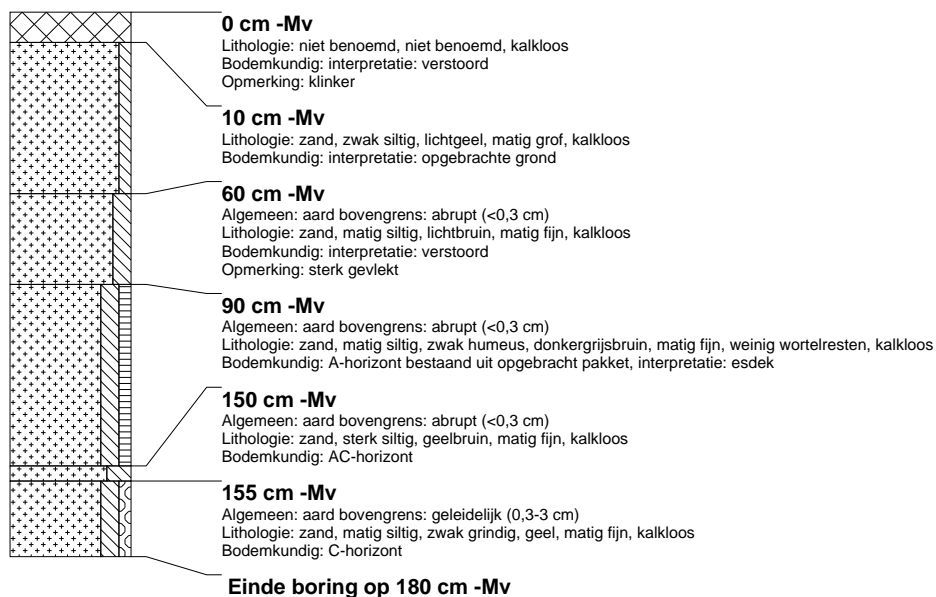 0 cm -Mv
Lithologie: niet benoemd, niet benoemd, kalkloos
Bodemkundig: interpretatie: verstoord
Opmerking: klinker
10 cm -Mv
Lithologie: zand, zwak siltig, lichtgeel, matig grof, kalkloos
Bodemkundig: interpretatie: opgebrachte grond
60 cm -Mv
Algemeen: aard bovengrens: abrupt (<0,3 cm)
Lithologie: zand, matig siltig, lichtbruin, matig fijn, kalkloos
Bodemkundig: interpretatie: verstoord
Opmerking: sterk gevlekt
90 cm -Mv
Algemeen: aard bovengrens: abrupt (<0,3 cm)
Lithologie: zand, matig siltig, zwak humeus, donkergrijsbruin, matig fijn, weinig wortelresten, kalkloos
Bodemkundig: A-horizont bestaand uit opgebracht pakket, interpretatie: esdek
150 cm -Mv
Algemeen: aard bovengrens: abrupt (<0,3 cm)
Lithologie: zand, sterk siltig, geelbruin, matig fijn, kalkloos
Bodemkundig: AC-horizont
155 cm -Mv
Algemeen: aard bovengrens: geleidelijk (0,3-3 cm)
Lithologie: zand, matig siltig, zwak grindig, geel, matig fijn, kalkloos
Bodemkundig: C-horizont
Einde boring op 180 cm -Mv